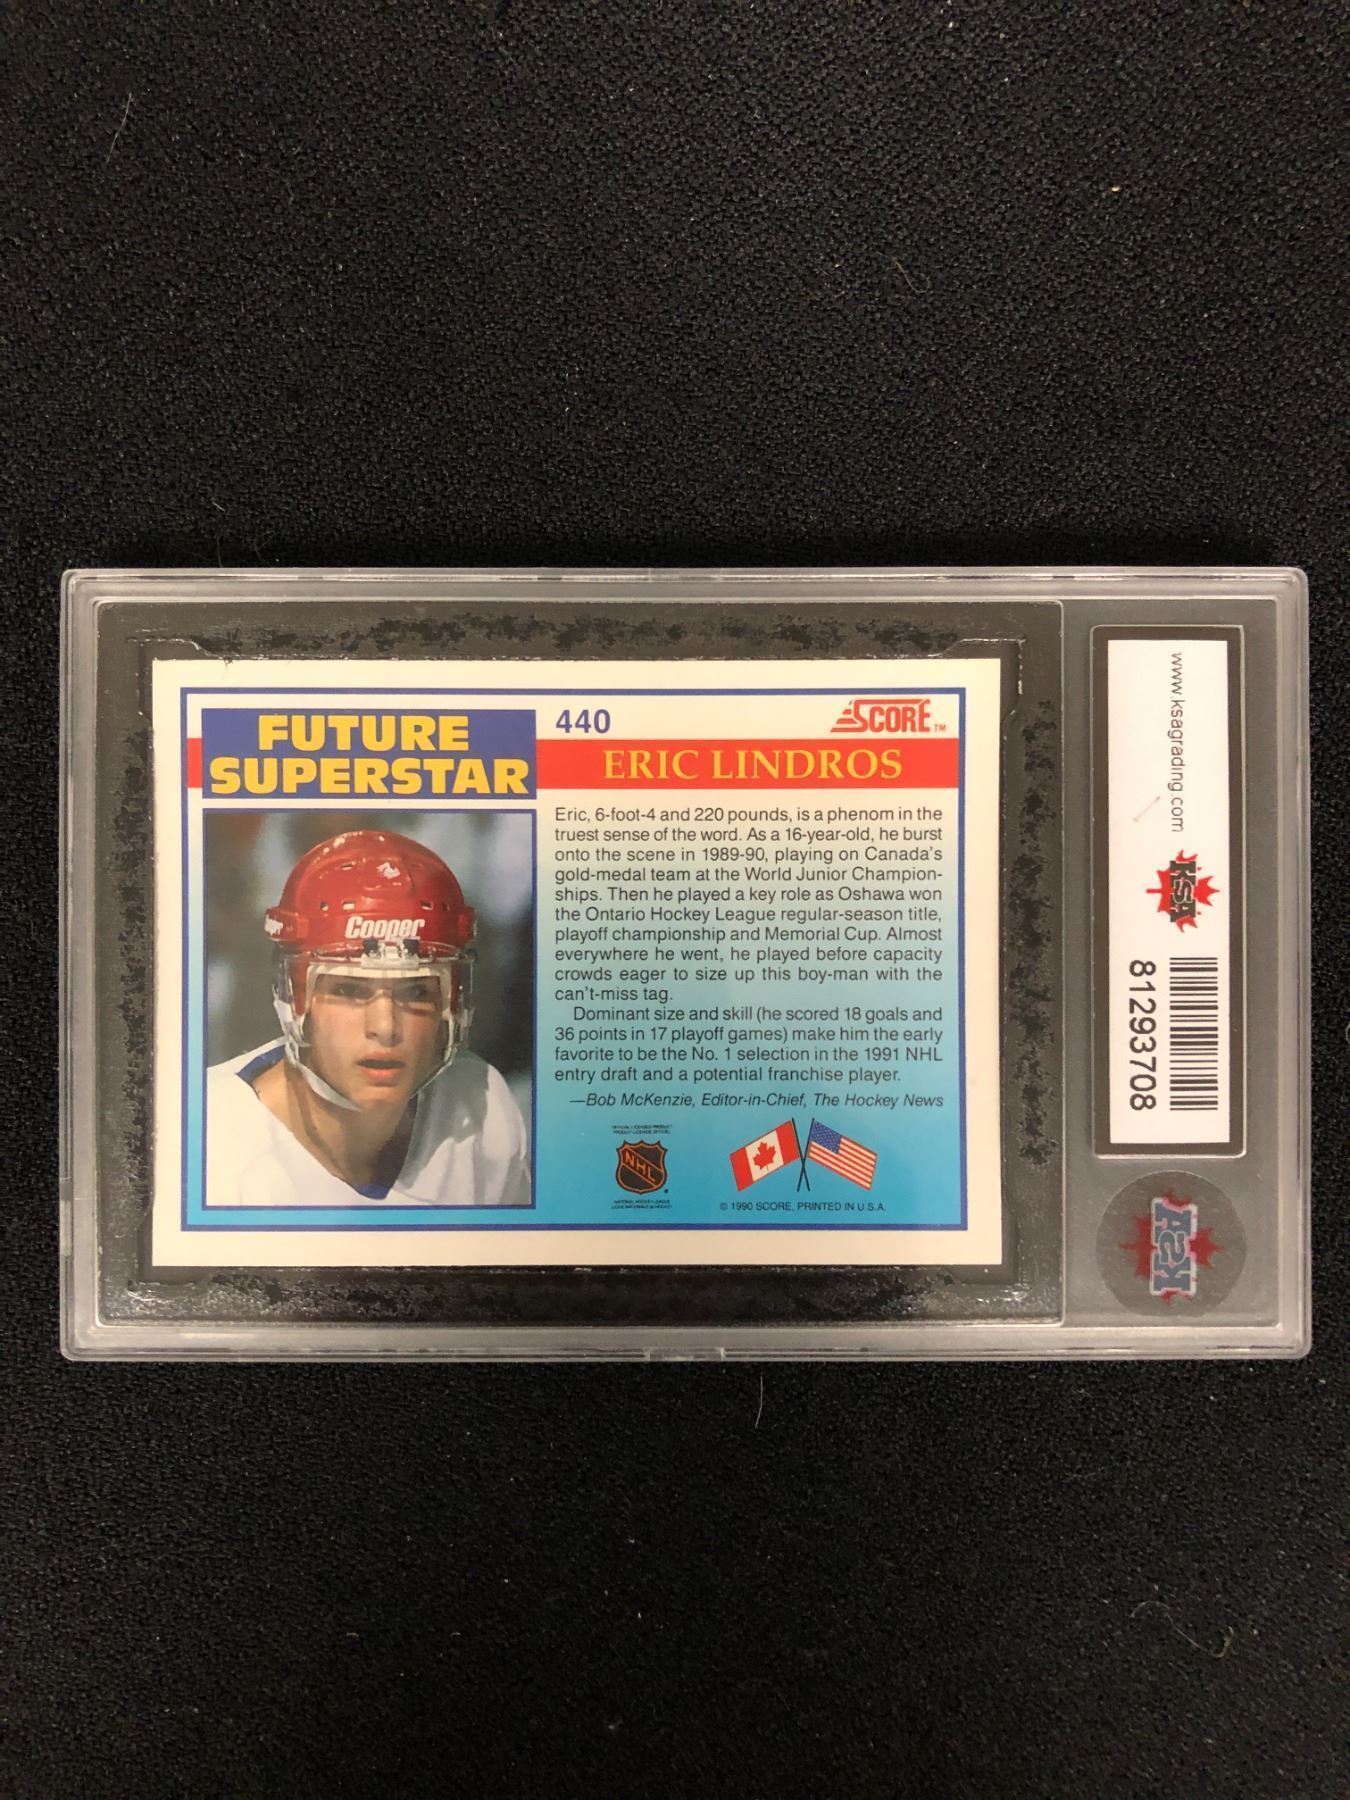 FUTURE
SUPERSTAR
440
SCORE TM
ERIC LINDROS
Cooper
Eric, 6-foot-4 and 220 pounds, is a phenom in the
truest sense of the word. As a 16-year-old, he burst
onto the scene in 1989-90, playing on Canada's
gold-medal team at the World Junior Champion-
ships. Then he played a key role as Oshawa won
the Ontario Hockey League regular-season title,
playoff championship and Memorial Cup. Almost
everywhere he went, he played before capacity
crowds eager to size up this boy-man with the
can't-miss tag.
Dominant size and skill (he scored 18 goals and
36 points in 17 playoff games) make him the early
favorite to be the No. 1 selection in the 1991 NHL
entry draft and a potential franchise player.
—Bob McKenzie, Editor-in-Chief, The Hockey News
OFFICIAL LICENSED PRODUCT
NHL
NATIONAL HOCKEY LEAGUE
© 1990 SCORE, PRINTED IN U.S.A.
www.ksagrading.com
KSA
81293708
KSA